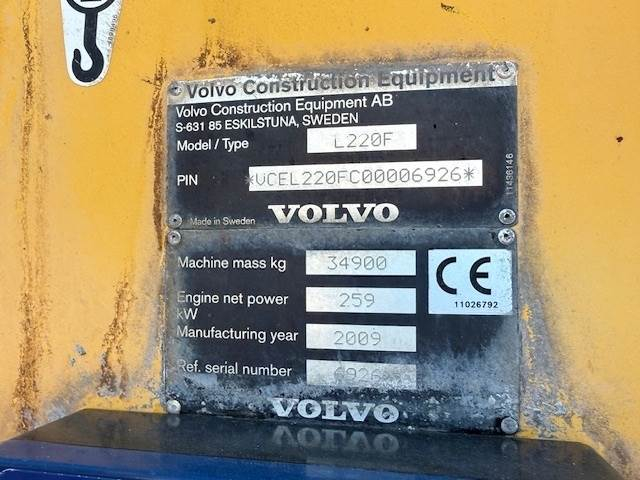 Volvo Construction Equipment
Volvo Construction Equipment AB
S-631 85 ESKILSTUNA, SWEDEN
Model / Type L220F
PIN *VCEL220FC00006926*
11436146
Made in Sweden VOLVO
Machine mass kg 34900
Engine net power kW 259
Manufacturing year 2009
Ref. serial number 6926
CE
11026792
VOLVO